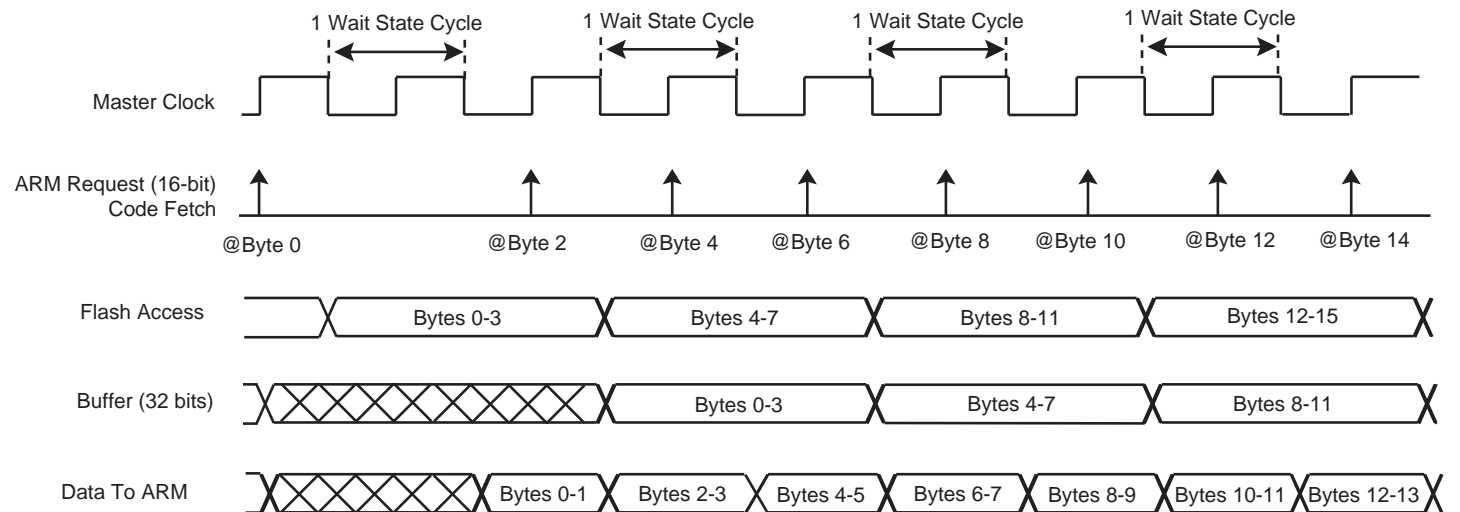 1 Wait State Cycle
1 Wait State Cycle
1 Wait State Cycle
1 Wait State Cycle
Master Clock
ARM Request (16-bit)
Code Fetch
@Byte 0
@Byte 2
@Byte 4
@Byte 6
@Byte 8
@Byte 10
@Byte 12
@Byte 14
Flash Access
Bytes 0-3
Bytes 4-7
Bytes 8-11
Bytes 12-15
Buffer (32 bits)
Bytes 0-3
Bytes 4-7
Bytes 8-11
Data To ARM
Bytes 0-1
Bytes 2-3
Bytes 4-5
Bytes 6-7
Bytes 8-9
Bytes 10-11
Bytes 12-13